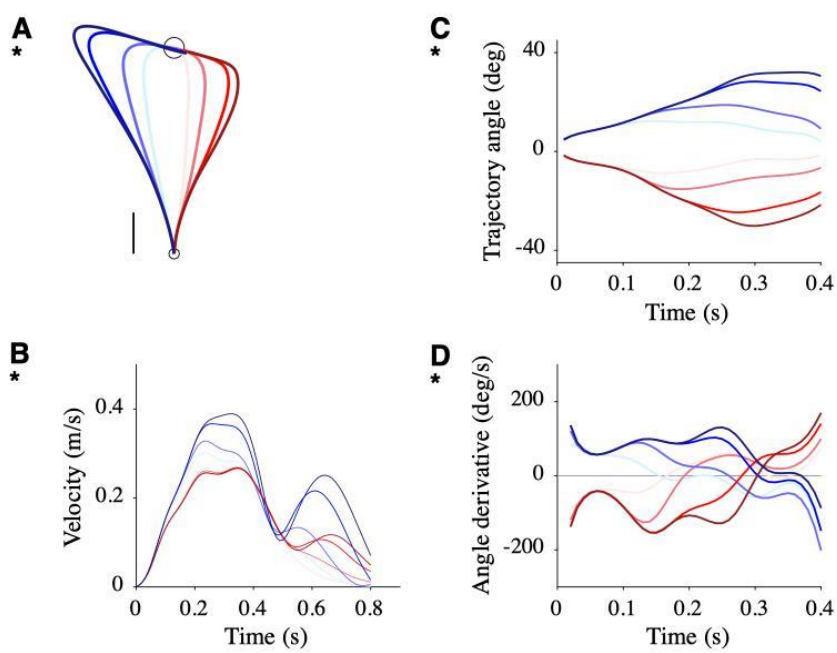 A
*
B
*
Velocity (m/s)
0.4
0.2
0
0 0.2 0.4 0.6 0.8
Time (s)
C
*
Trajectory angle (deg)
40
0
-40
0 0.1 0.2 0.3 0.4
Time (s)
D
*
Angle derivative (deg/s)
200
0
-200
0 0.1 0.2 0.3 0.4
Time (s)